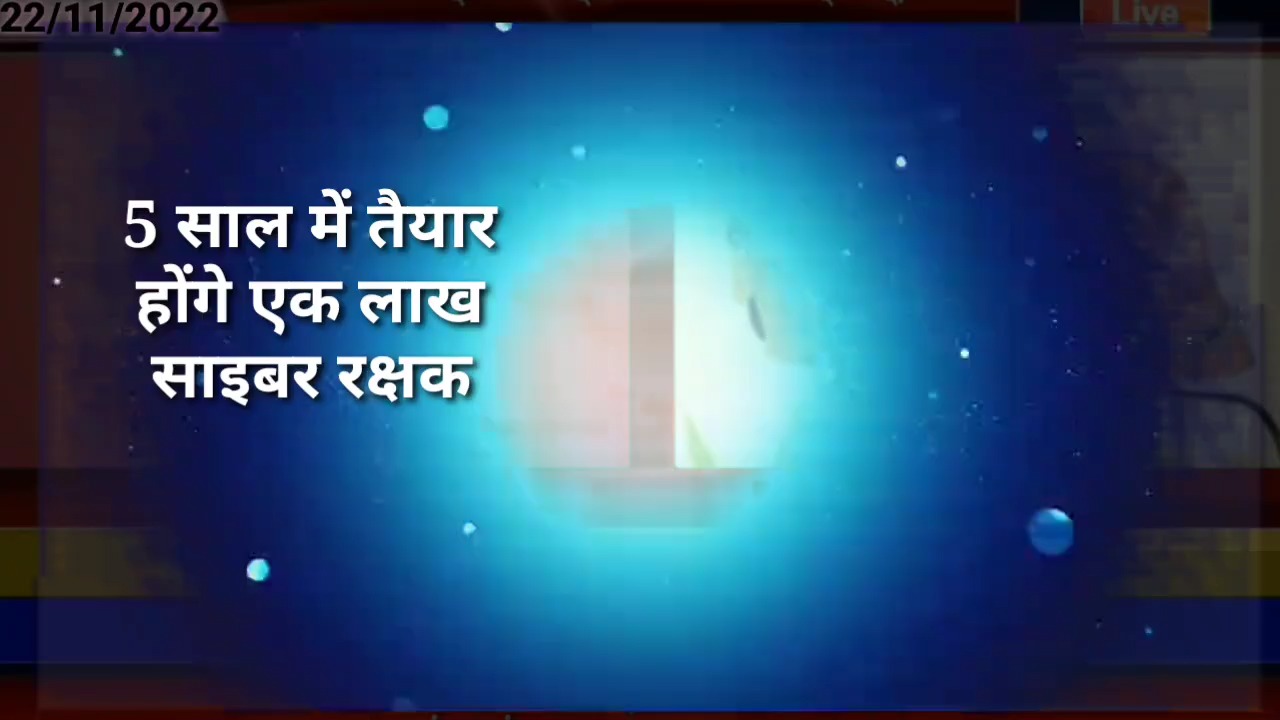 22/11/2022
Live
5 साल में तैयार
होंगे एक लाख
साइबर रक्षक